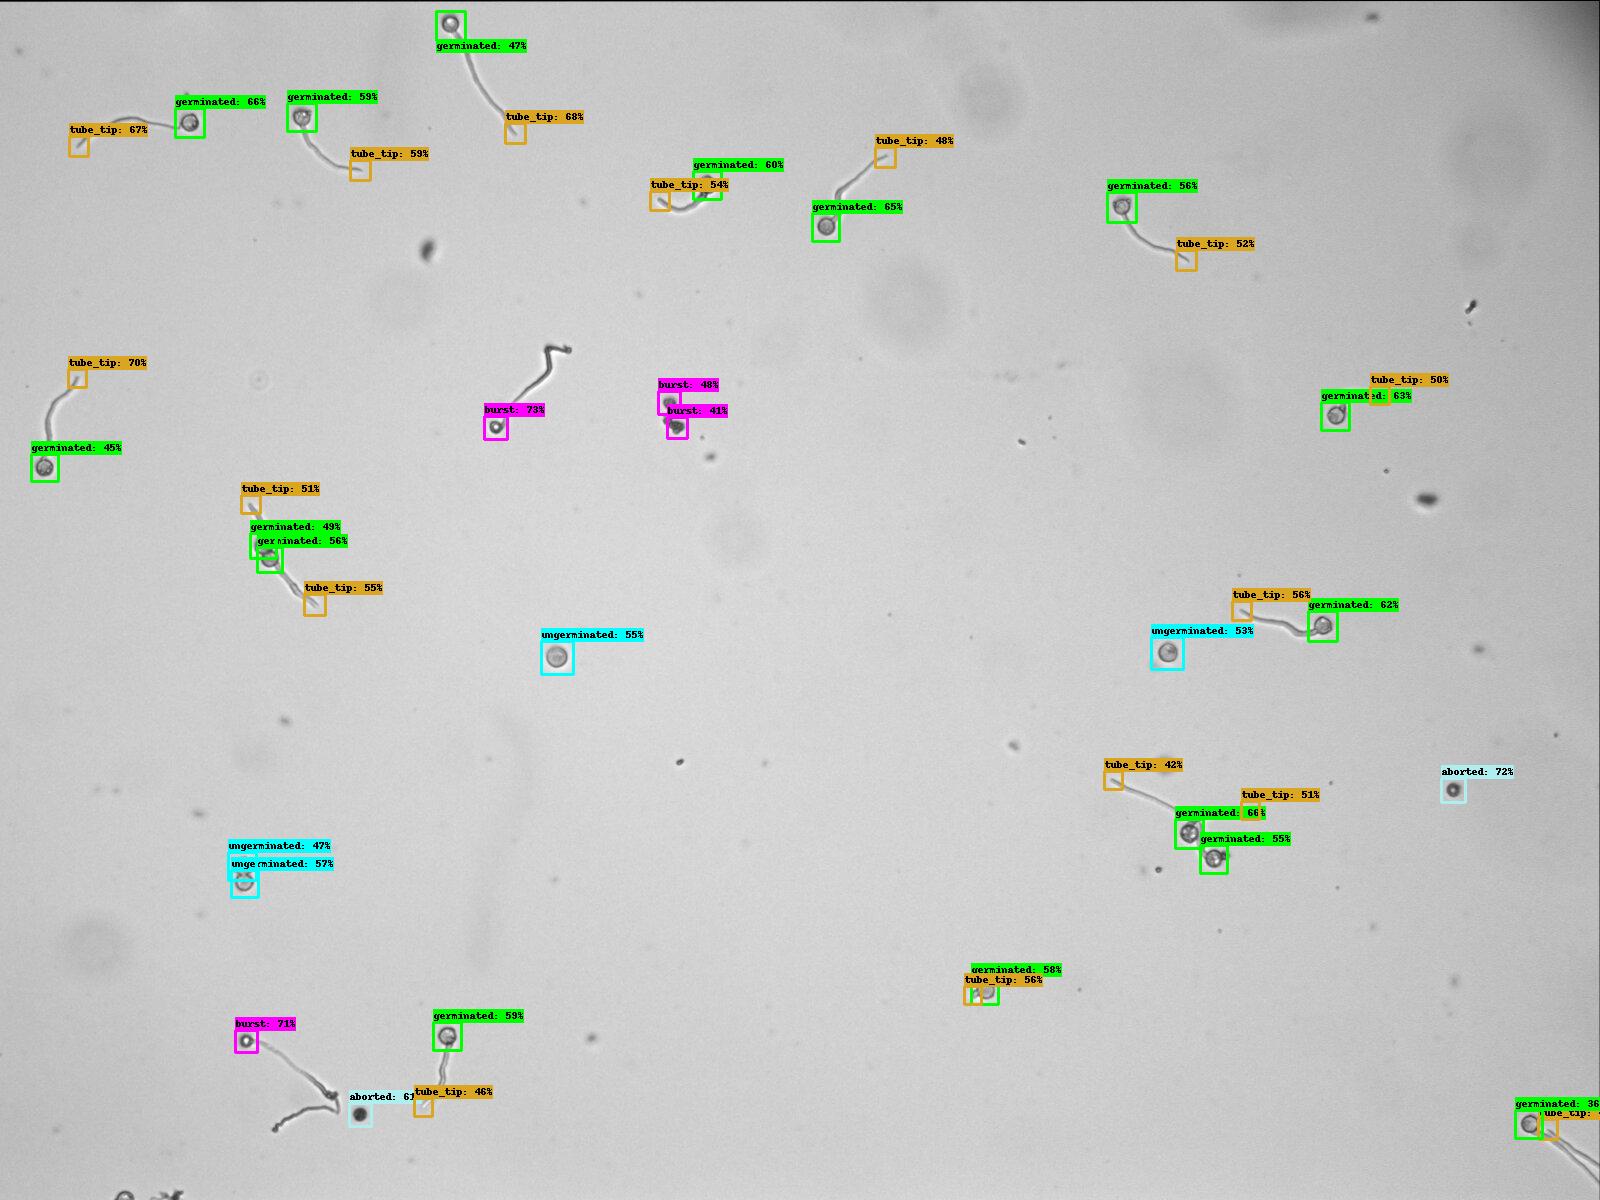 germinated: 47%
germinated: 66%
germinated: 59%
tube_tip: 67%
tube_tip: 68%
tube_tip: 59%
tube_tip: 48%
germinated: 60%
tube_tip: 54%
germinated: 56%
germinated: 65%
tube_tip: 52%
tube_tip: 70%
tube_tip: 50%
burst: 48%
germinated: 63%
burst: 73%
burst: 41%
germinated: 45%
tube_tip: 51%
germinated: 49%
germinated: 56%
tube_tip: 55%
tube_tip: 56%
germinated: 62%
ungerminated: 55%
ungerminated: 53%
tube_tip: 42%
aborted: 72%
tube_tip: 51%
germinated: 66%
germinated: 55%
ungerminated: 47%
ungerminated: 57%
germinated: 58%
tube_tip: 56%
germinated: 59%
burst: 71%
tube_tip: 46%
aborted: 61
germinated: 36